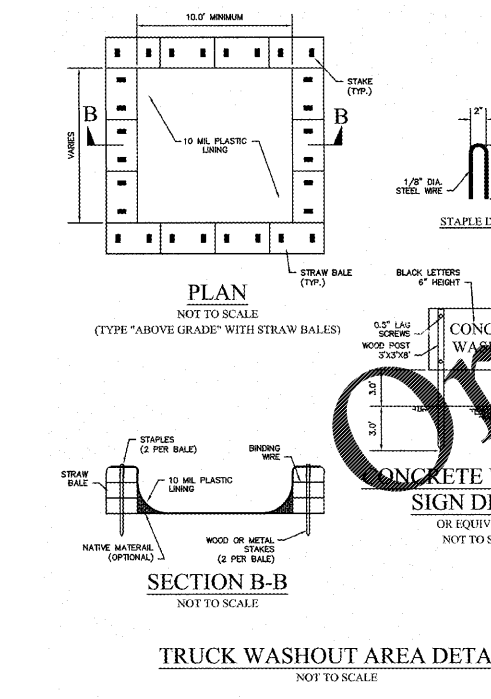 10.0' MINIMUM
STAKE
(TYP.)
B
B
VARIES
10 MIL PLASTIC
LINING
STRAW BALE
(TYP.)
PLAN
NOT TO SCALE
(TYPE "ABOVE GRADE" WITH STRAW BALES)
2"
1/8" DIA.
STEEL WIRE
STAPLE D
BLACK LETTERS
6" HEIGHT
0.5" LAG
SCREWS
WOOD POST
3'X3'X8'
CONC
WASH
3.0'
3.0'
Or
CONCRETE
SIGN DE
OR EQUIV
NOT TO S
STAPLES
(2 PER BALE)
BINDING
WIRE
STRAW
BALE
10 MIL PLASTIC
LINING
NATIVE MATERAIL
(OPTIONAL)
WOOD OR METAL
STAKES
(2 PER BALE)
SECTION B-B
NOT TO SCALE
TRUCK WASHOUT AREA DETA
NOT TO SCALE